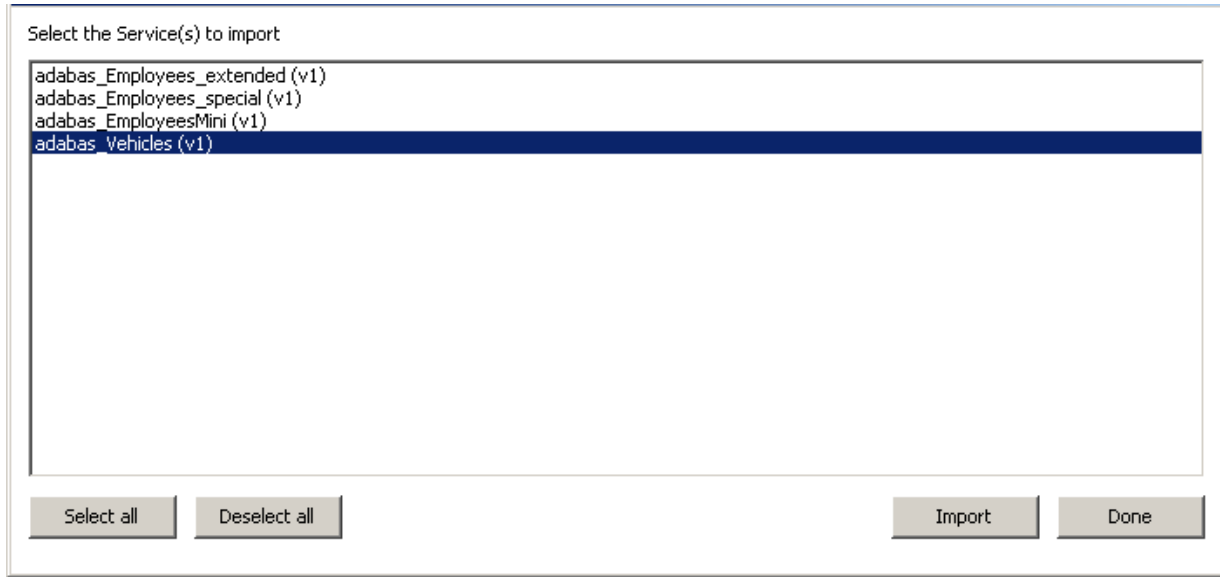 Select the Service(s) to import
adabas_Employees_extended (v1)
adabas_Employees_special (v1)
adabas_EmployeesMini (v1)
adabas_Vehicles (v1)
Select all Deselect all Import Done